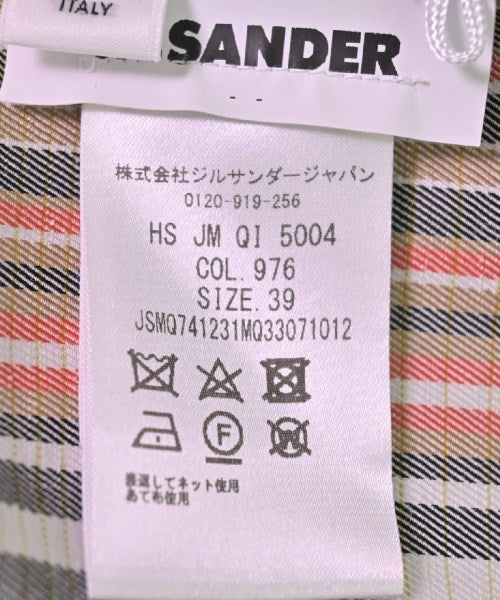 ITALY
SANDER
株式会社ジルサンダージャパン
0120-919-256
HS JM QI 5004
COL. 976
SIZE. 39
JSMQ741231MQ33071012
F
W
裏返してネット使用
あて布使用